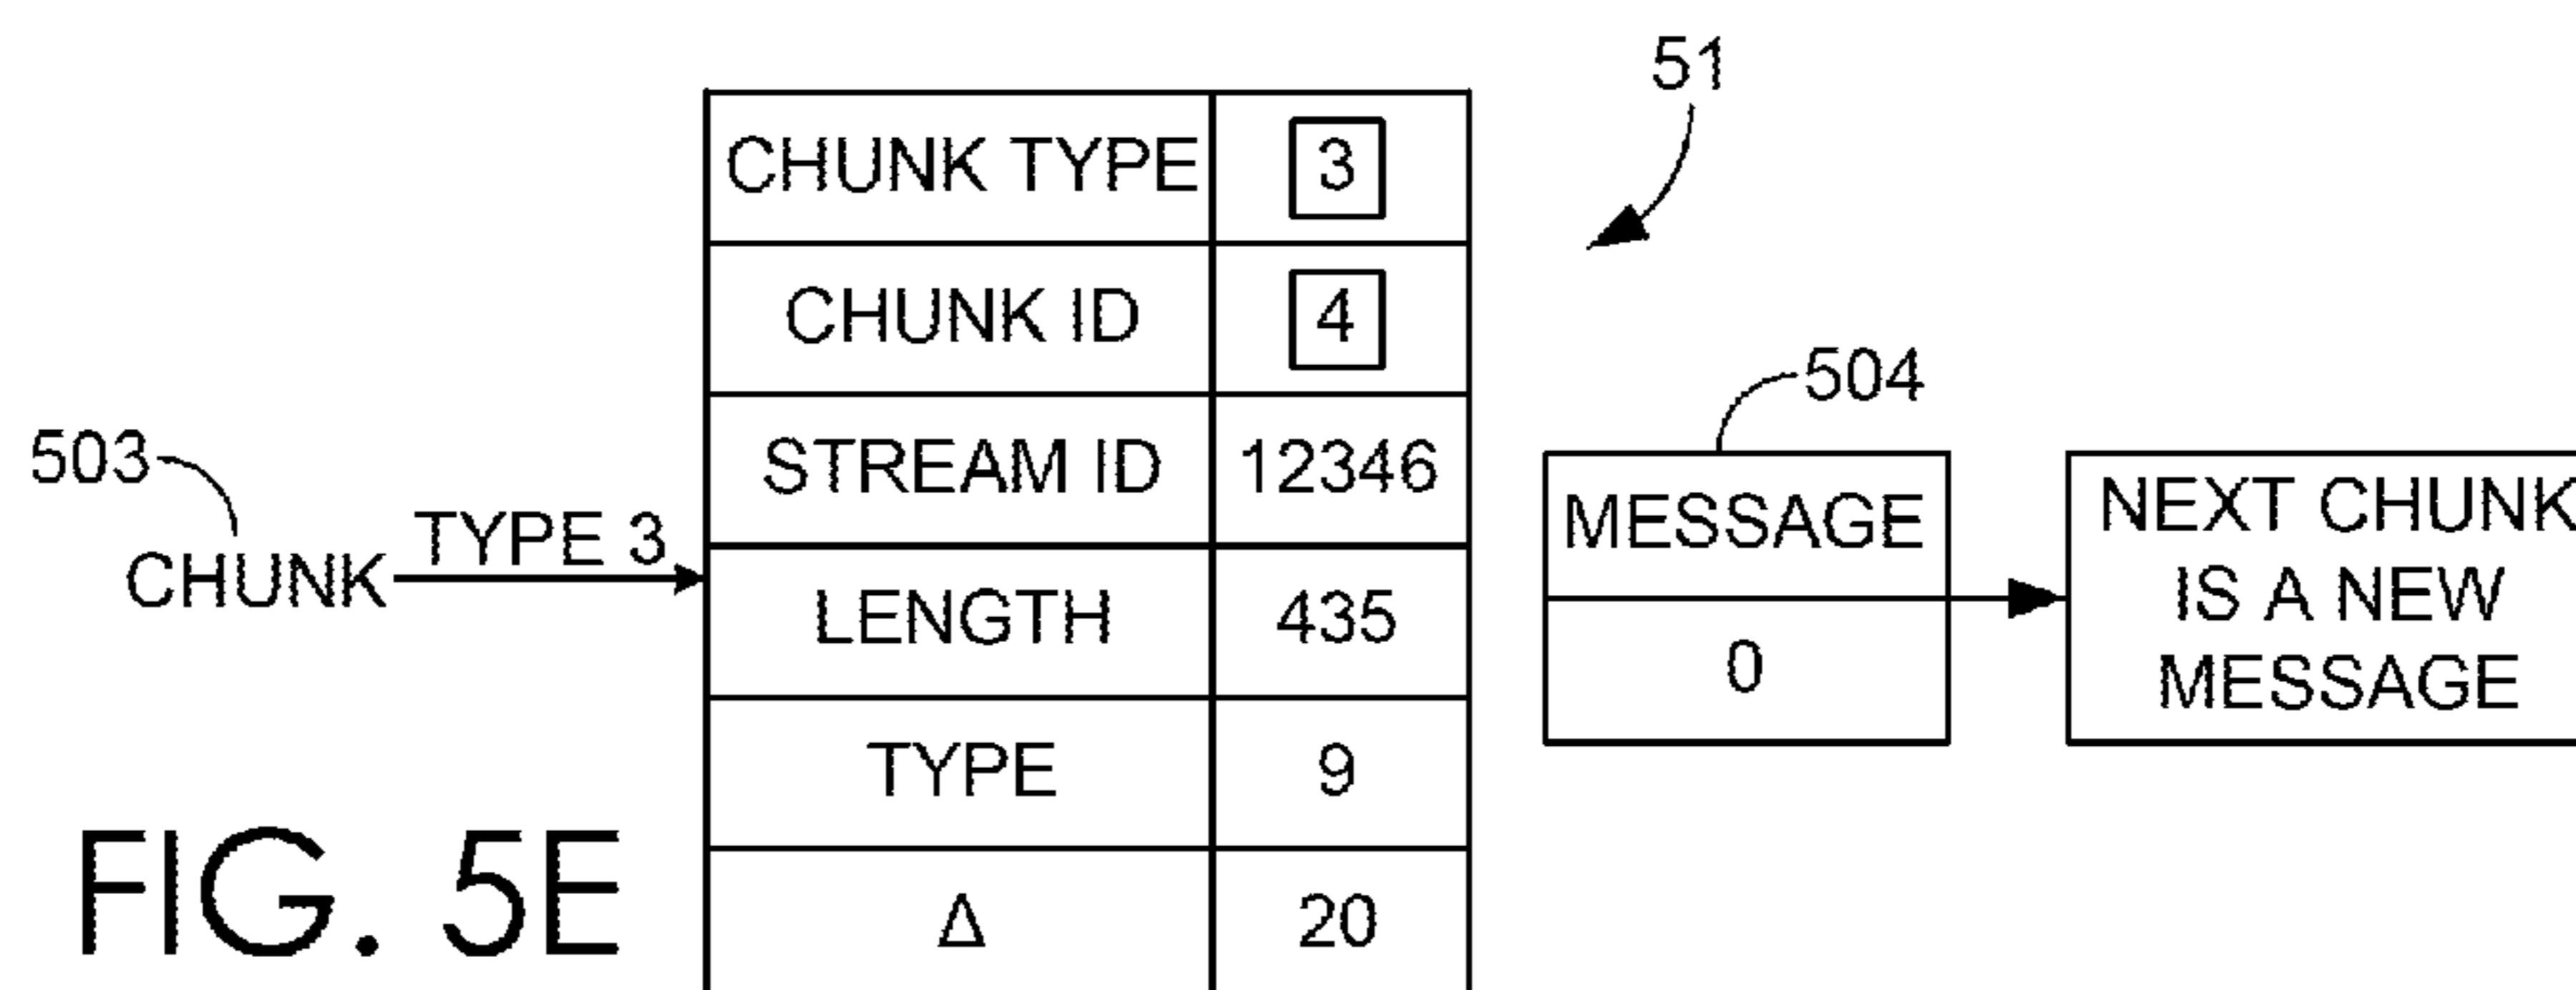 51
CHUNK TYPE 3
CHUNK ID 4
504
503
STREAM ID 12346
MESSAGE
NEXT CHUNK
TYPE 3
CHUNK
LENGTH 435
IS A NEW
0
MESSAGE
TYPE 9
FIG. 5E
Δ 20